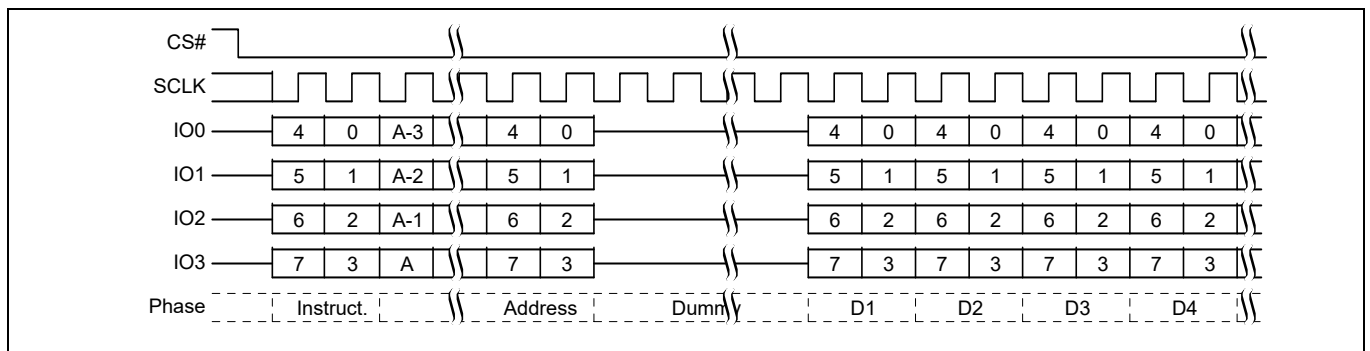 CS#
SCLK
IO0 4 0 A-3 4 0 4 0 4 0 4 0 4 0
IO1 5 1 A-2 5 1 5 1 5 1 5 1 5 1
IO2 6 2 A-1 6 2 6 2 6 2 6 2 6 2
IO3 7 3 A 7 3 7 3 7 3 7 3 7 3
Phase Instruct. Address Dummy D1 D2 D3 D4